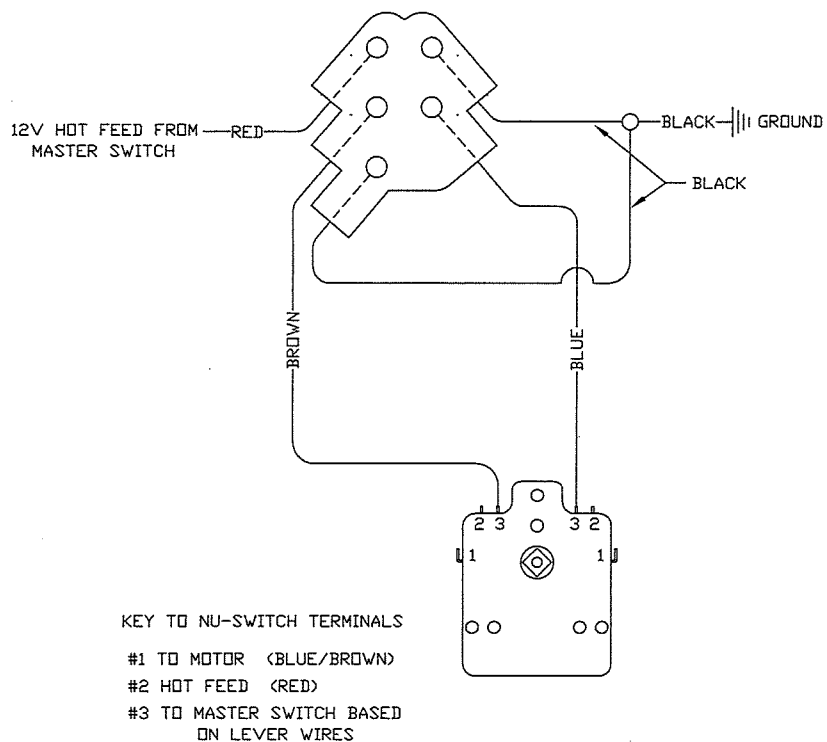 12V HOT FEED FROM
MASTER SWITCH
RED
BLACK
GROUND
BLACK
BROWN
BLUE
2 3
3 2
1
1
KEY TO NU-SWITCH TERMINALS
#1 TO MOTOR (BLUE/BROWN)
#2 HOT FEED (RED)
#3 TO MASTER SWITCH BASED
ON LEVER WIRES